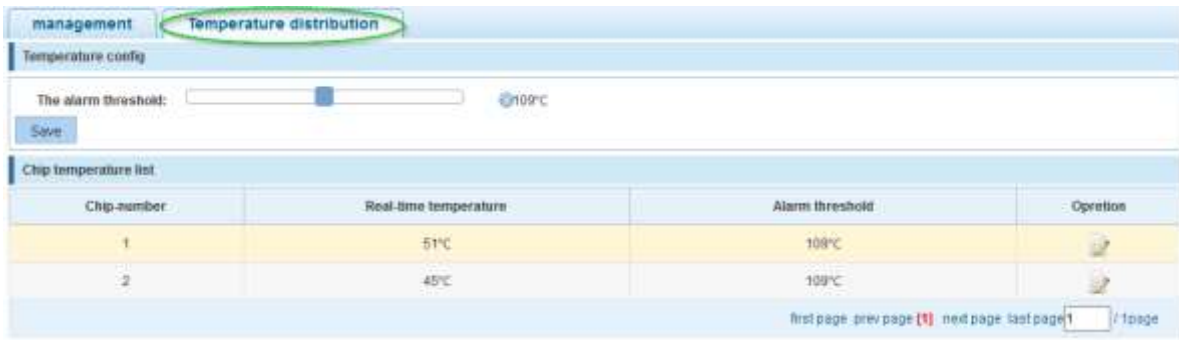 management Temperature distribution
Temperature config
The alarm threshold: 109°C
Save
Chip temperature list
Chip-number Real-time temperature Alarm threshold Opretion
1 51°C 109°C
2 45°C 109°C
first page prev page [1] next page last page 1 / 1page